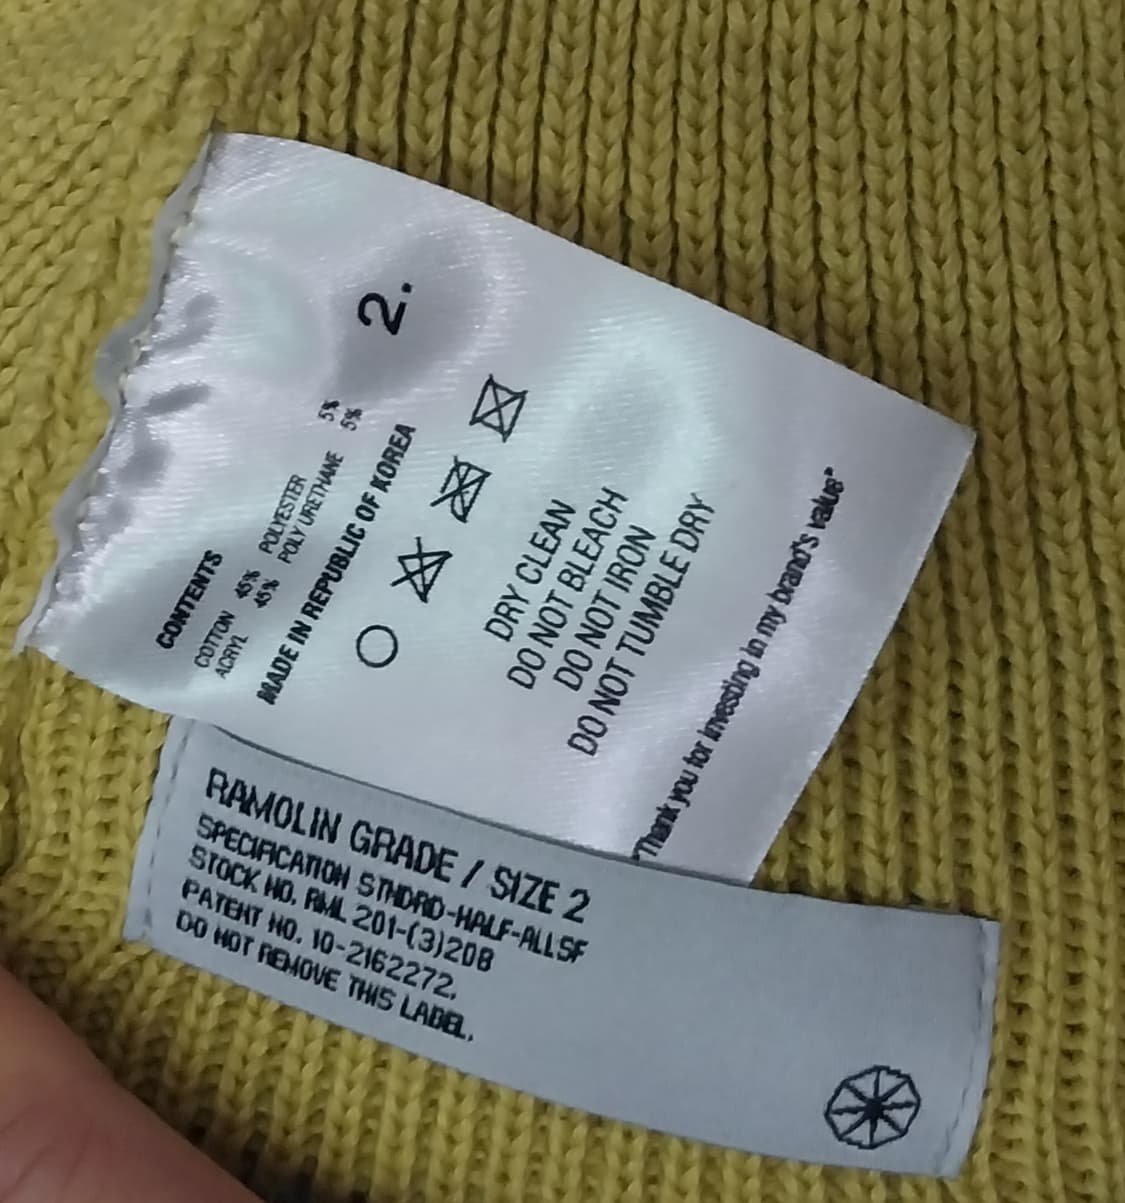 2.
CONTENTS
COTTON 45% POLYESTER 5%
ACRYL 45% POLY URETHANE 5%
MADE IN REPUBLIC OF KOREA
DRY CLEAN
DO NOT BLEACH
DO NOT IRON
DO NOT TUMBLE DRY
"Thank you for investing in my brand's value"
RAMOLIN GRADE / SIZE 2
SPECIFICATION STNDRD-HALF-ALLSF
STOCK NO. RML 201-(3)208
PATENT NO. 10-2162272.
DO NOT REMOVE THIS LABEL.